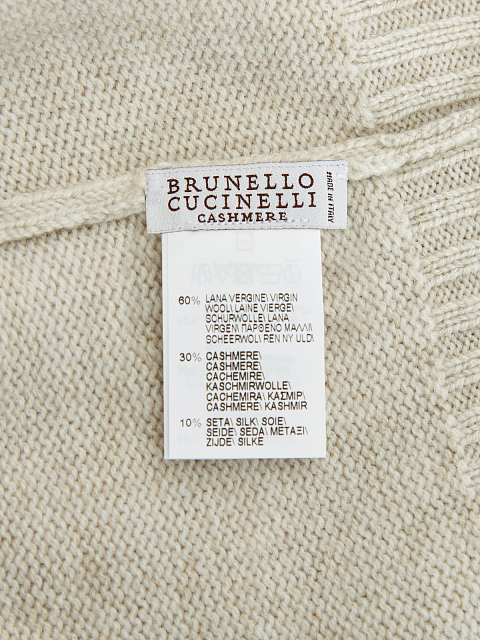 BRUNELLO
CUCINELLI
CASHMERE
MADE IN ITALY
60% LANA VERGINE\ VIRGIN
WOOL\ LAINE VIERGE\
SCHURWOLLE\ LANA
VIRGEN\ ΠΑΡΘΕΝΟ ΜΑΛΛΙ\
SCHEERWOL\ REN NY ULD\
30% CASHMERE\
CASHMERE\
CACHEMIRE\
KASCHMIRWOLLE\
CACHEMIRA\ ΚΑΣΜΙΡ\
CASHMERE\ KASHMIR
10% SETA\ SILK\ SOIE\
SEIDE\ SEDA\ ΜΕΤΑΞΙ\
ZIJDE\ SILKE